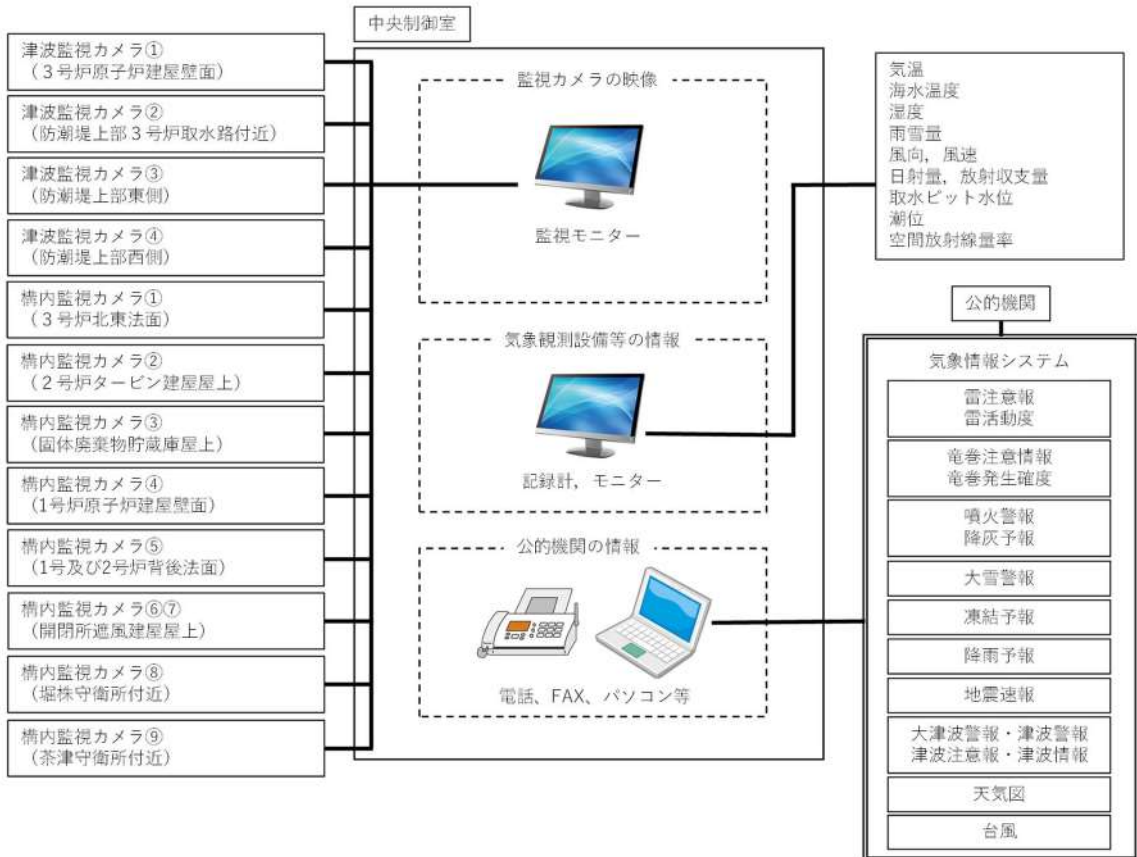 中央制御室
津波監視カメラ①
(3号炉原子炉建屋壁面)
津波監視カメラ②
(防潮堤上部3号炉取水路付近)
津波監視カメラ③
(防潮堤上部東側)
津波監視カメラ④
(防潮堤上部西側)
構内監視カメラ①
(3号炉北東法面)
構内監視カメラ②
(2号炉タービン建屋屋上)
構内監視カメラ③
(固体廃棄物貯蔵庫屋上)
構内監視カメラ④
(1号炉原子炉建屋壁面)
構内監視カメラ⑤
(1号及び2号炉背後法面)
構内監視カメラ⑥⑦
(開閉所遮風建屋屋上)
構内監視カメラ⑧
(堀株守衛所付近)
構内監視カメラ⑨
(茶津守衛所付近)
監視カメラの映像
監視モニター
気象観測設備等の情報
記録計，モニター
公的機関の情報
電話、FAX、パソコン等
気温
海水温度
湿度
雨雪量
風向，風速
日射量，放射収支量
取水ピット水位
潮位
空間放射線量率
公的機関
気象情報システム
雷注意報
雷活動度
竜巻注意情報
竜巻発生確度
噴火警報
降灰予報
大雪警報
凍結予報
降雨予報
地震速報
大津波警報・津波警報
津波注意報・津波情報
天気図
台風